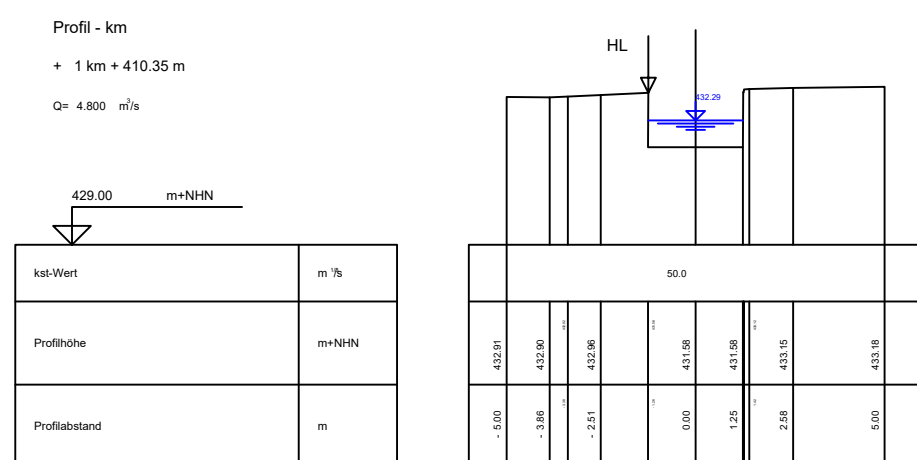 Profil - km
+ 1 km + 410.35 m
Q= 4.800 m³/s
HL
432.29
429.00 m+NHN
kst-Wert m ⅓/s 50.0
Profilhöhe m+NHN 432.91 432.90 432.96 431.58 431.58 433.15 433.18
Profilabstand m - 5.00 - 3.86 - 2.51 0.00 1.25 2.58 5.00